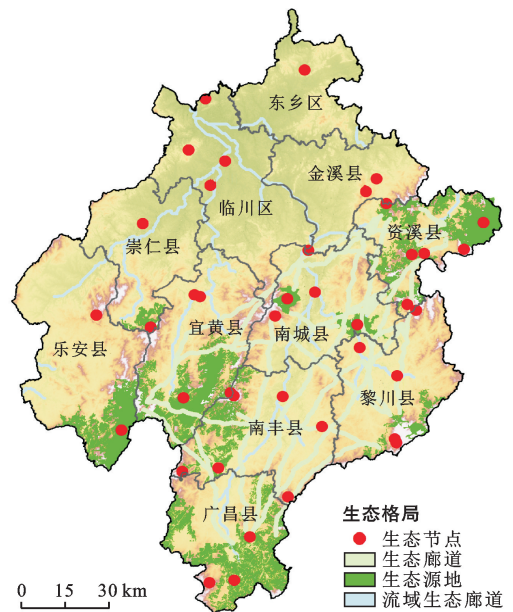 东乡区
金溪县
临川区
资溪县
崇仁县
宜黄县
南城县
乐安县
黎川县
南丰县
广昌县
生态格局
生态节点
生态廊道
生态源地
流域生态廊道
0 15 30 km